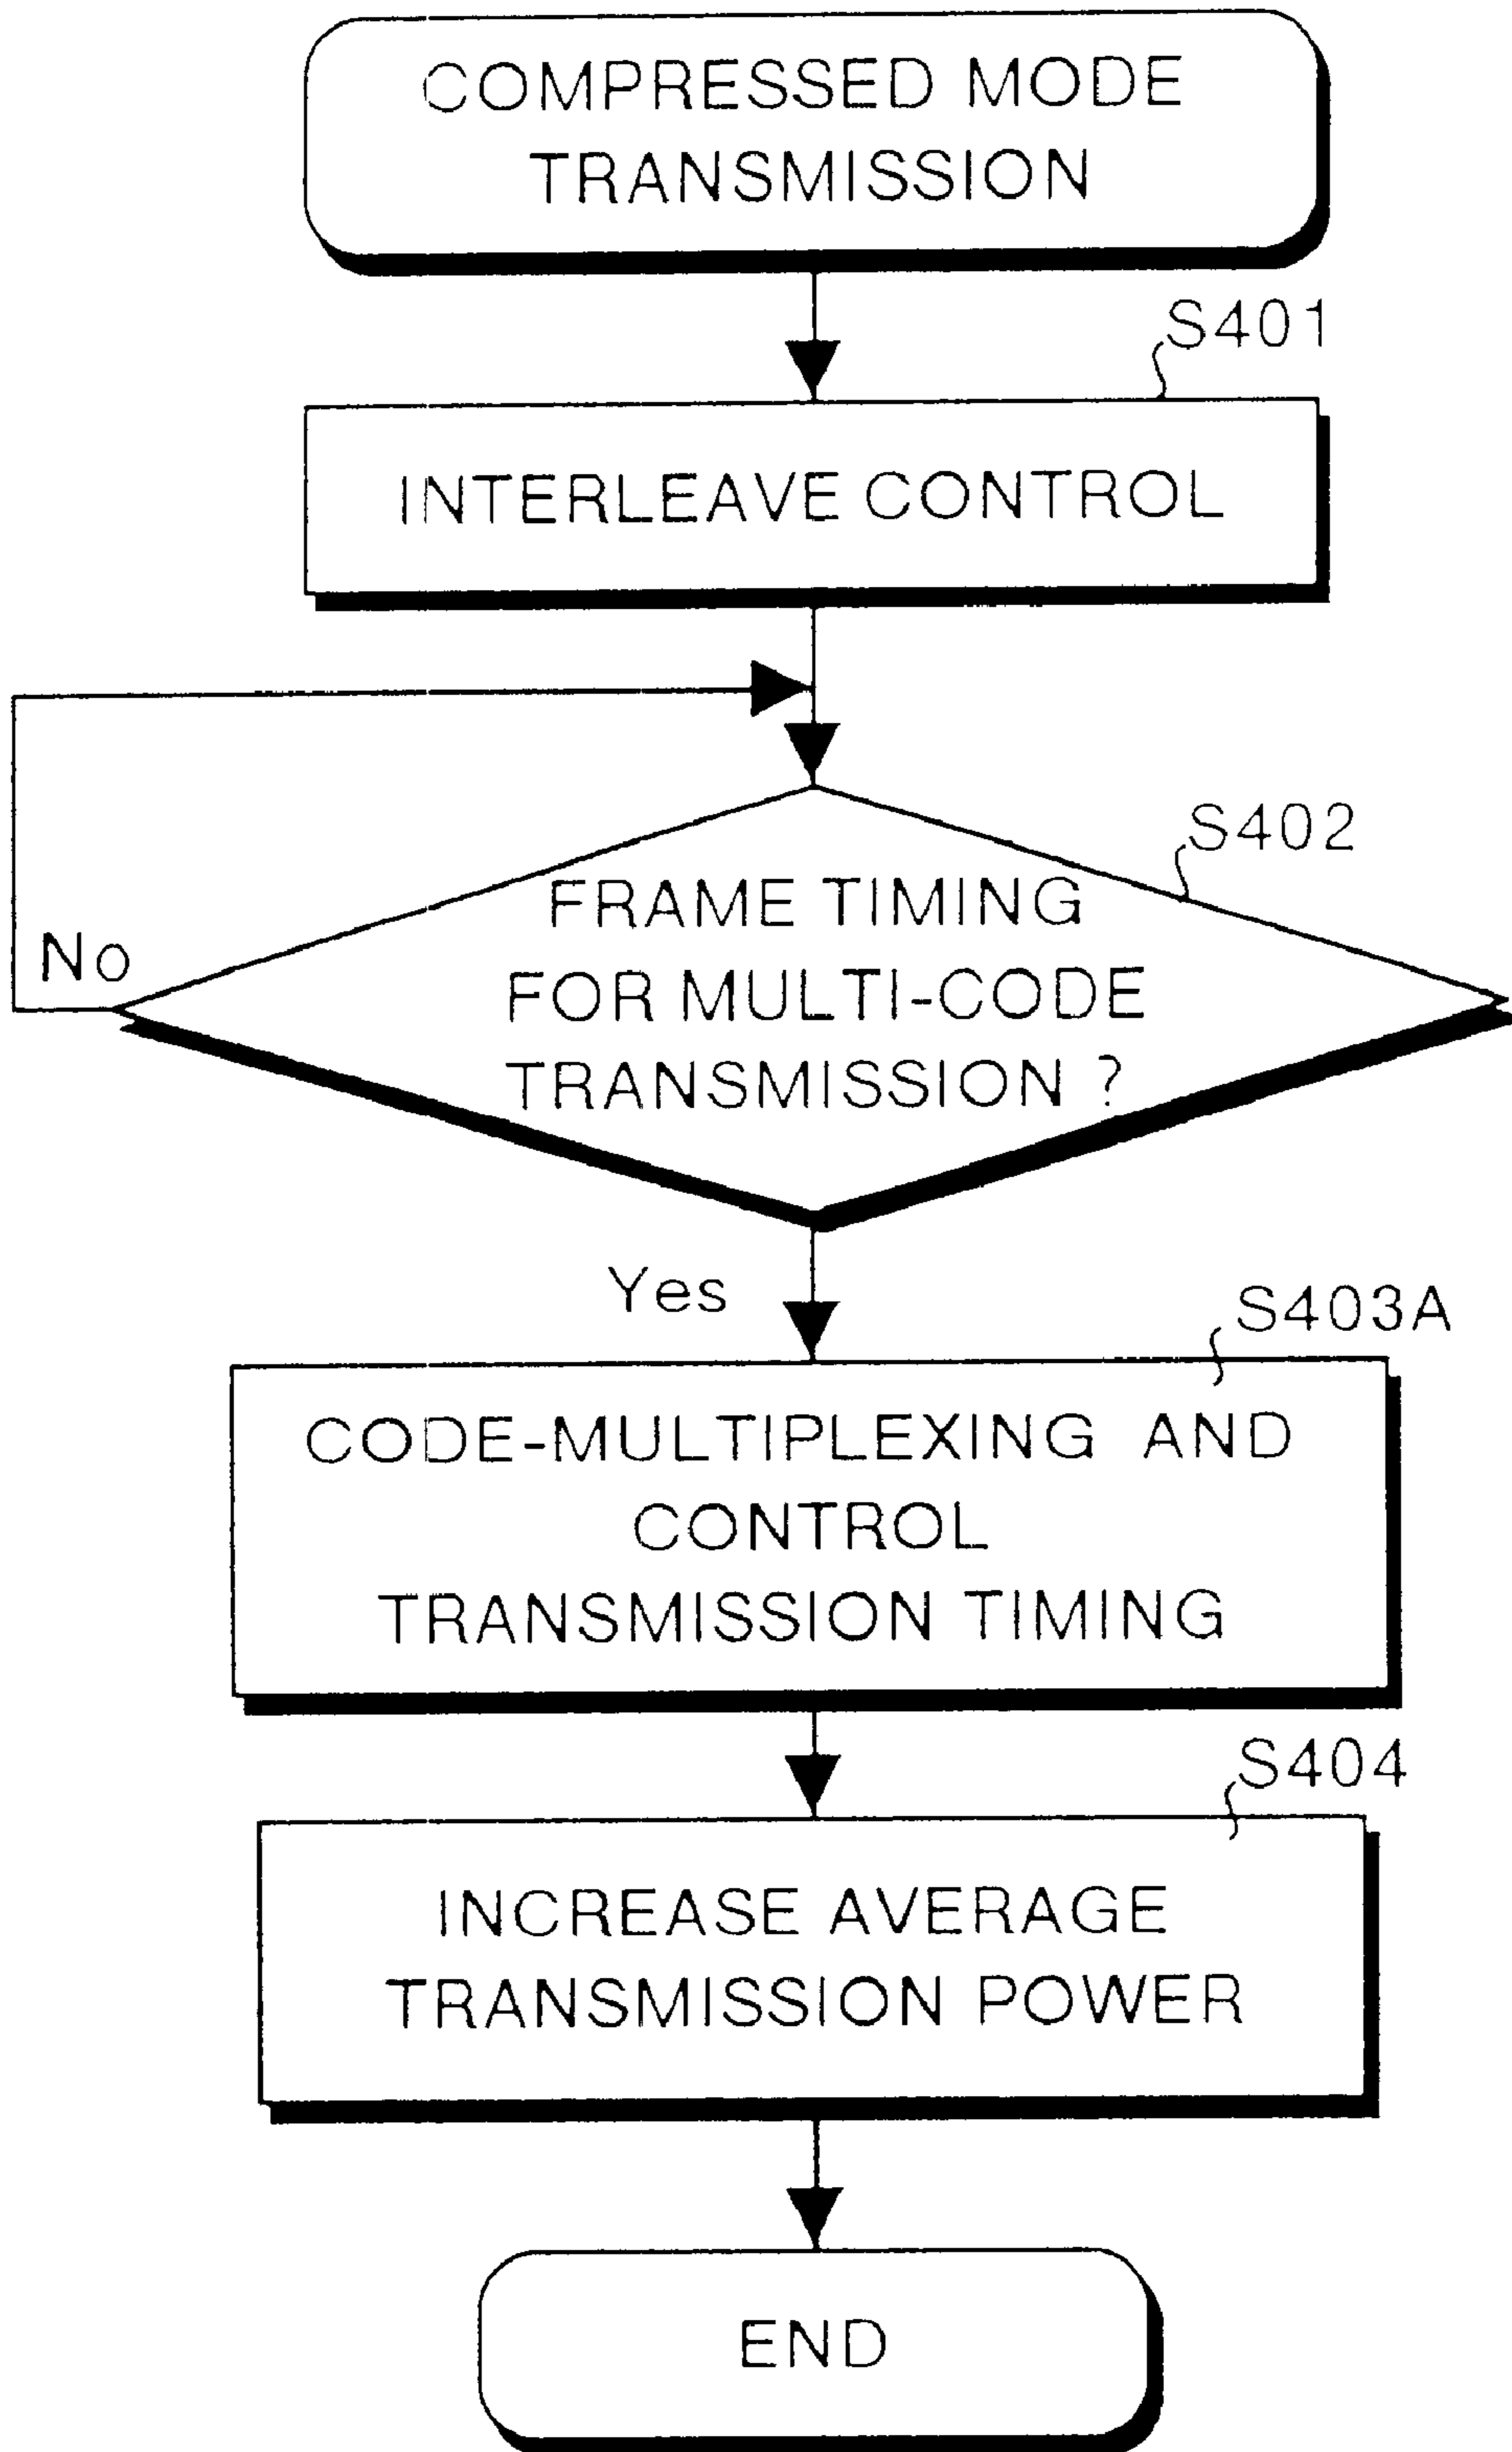 COMPRESSED MODE
TRANSMISSION
S401
INTERLEAVE CONTROL
S402
FRAME TIMING
FOR MULTI-CODE
TRANSMISSION ?
No
Yes
S403A
CODE-MULTIPLEXING AND
CONTROL
TRANSMISSION TIMING
S404
INCREASE AVERAGE
TRANSMISSION POWER
END